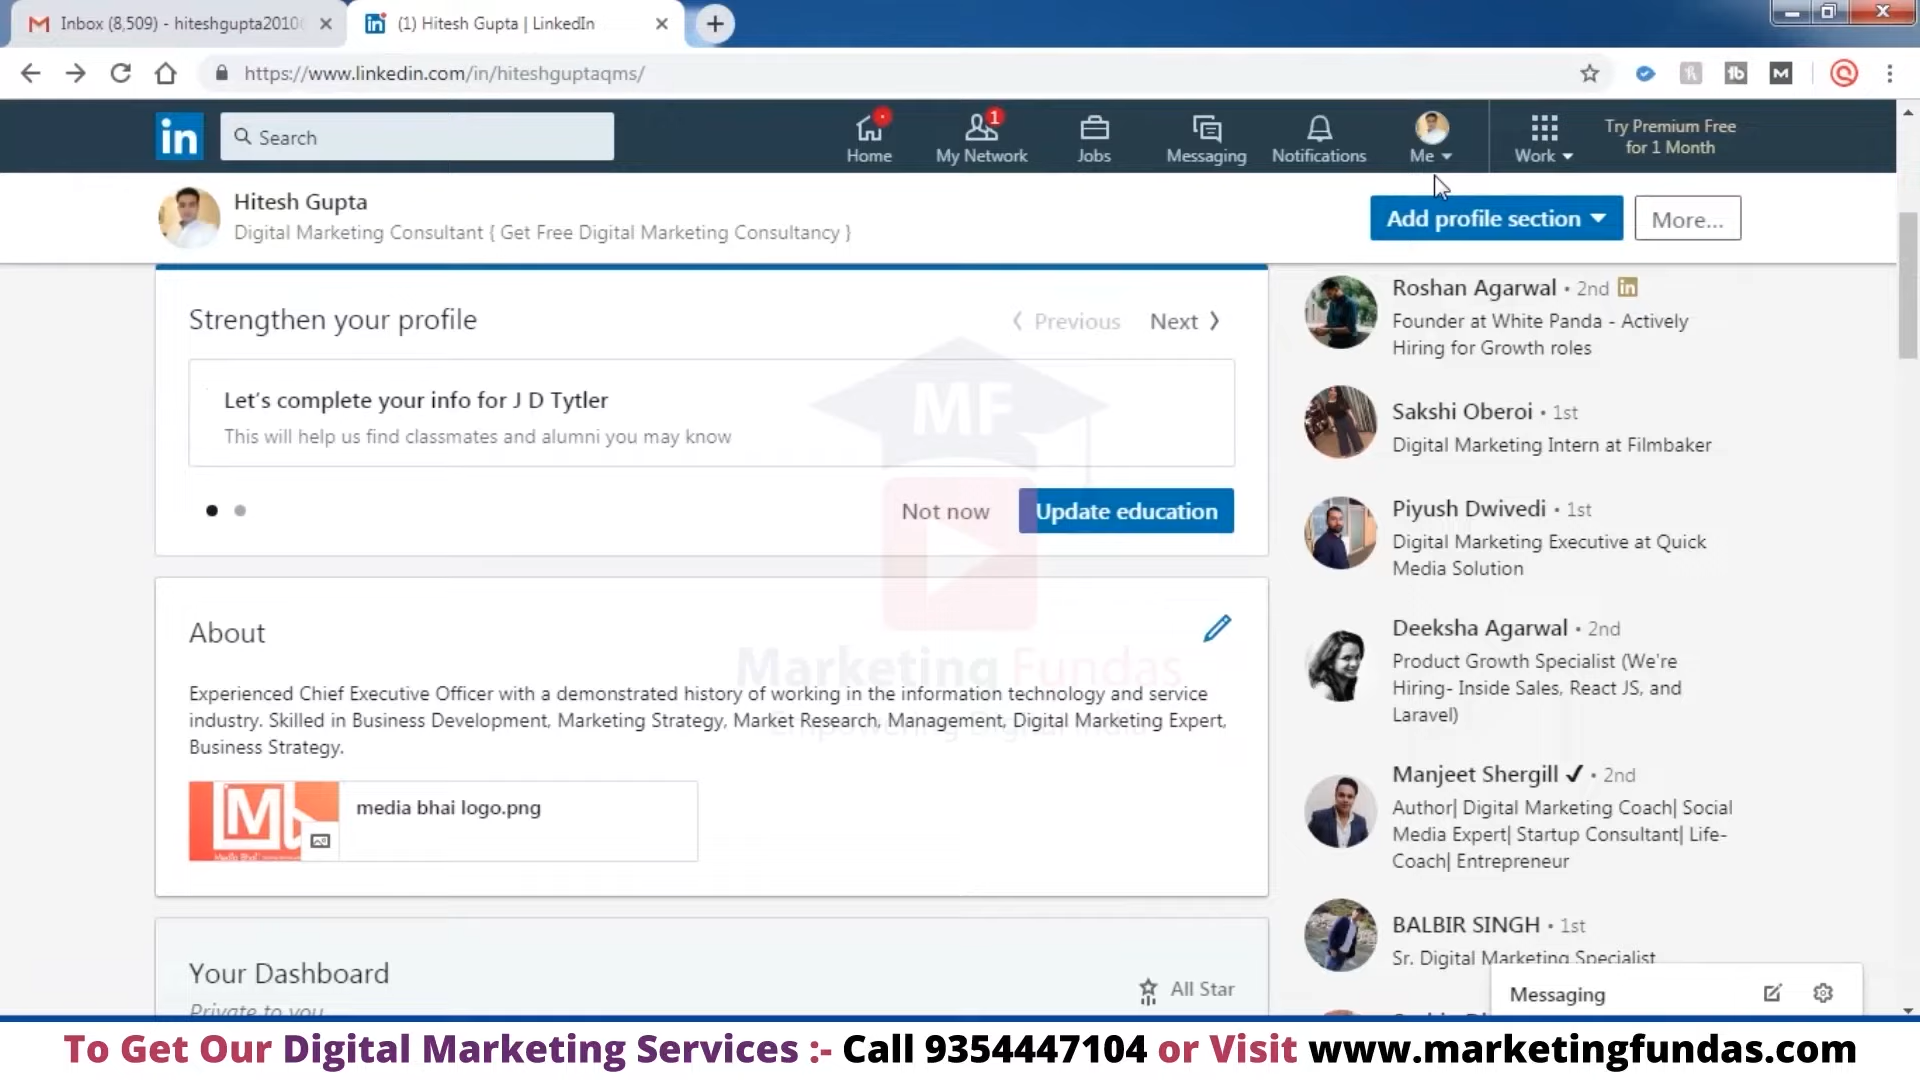 Inbox (8,509) - hiteshgupta2010
(1) Hitesh Gupta | LinkedIn
https://www.linkedin.com/in/hiteshguptaqms/
in
Search
1
Home
My Network
Jobs
Messaging
Notifications
Me
Work
Try Premium Free
for 1 Month
Hitesh Gupta
Digital Marketing Consultant { Get Free Digital Marketing Consultancy }
Add profile section
More...
Strengthen your profile
Previous
Next
Let's complete your info for J D Tytler
This will help us find classmates and alumni you may know
Not now
Update education
About
Experienced Chief Executive Officer with a demonstrated history of working in the information technology and service
industry. Skilled in Business Development, Marketing Strategy, Market Research, Management, Digital Marketing Expert,
Business Strategy.
media bhai logo.png
Your Dashboard
Private to you
All Star
MF
Marketing Fundas
Empowering Digital India
Roshan Agarwal • 2nd in
Founder at White Panda - Actively
Hiring for Growth roles
Sakshi Oberoi • 1st
Digital Marketing Intern at Filmbaker
Piyush Dwivedi • 1st
Digital Marketing Executive at Quick
Media Solution
Deeksha Agarwal • 2nd
Product Growth Specialist (We're
Hiring- Inside Sales, React JS, and
Laravel)
Manjeet Shergill ✔ • 2nd
Author| Digital Marketing Coach| Social
Media Expert| Startup Consultant| Life-
Coach| Entrepreneur
BALBIR SINGH • 1st
Sr. Digital Marketing Specialist
Messaging
To Get Our Digital Marketing Services :- Call 9354447104 or Visit www.marketingfundas.com